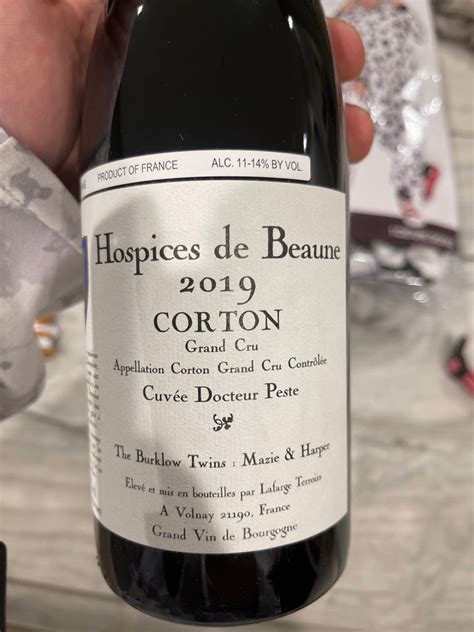 PRODUCT OF FRANCE ALC. 11-14% BY VOL.
Hospices de Beaune
2019
CORTON
Grand Cru
Appellation Corton Grand Cru Contrôlée
Cuvée Docteur Peste
The Burklow Twins : Mazie & Harper
Elevé et mis en bouteilles par Lafarge Terroirs
A Volnay 21190, France
Grand Vin de Bourgogne